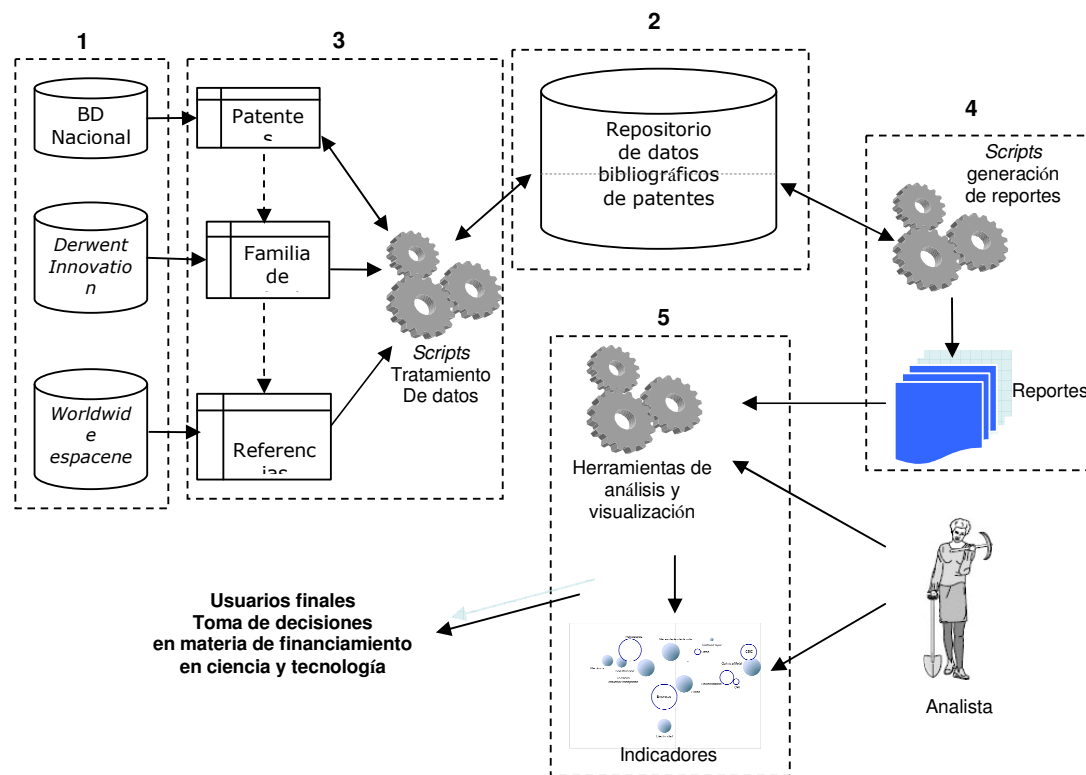 1
BD
Nacional
Derwent
Innovatio
n
Worldwid
e
espacene
3
Patente
s
Familia
de
Referenc
ias
Scripts
Tratamiento
De datos
2
Repositorio
de datos
bibliográficos
de patentes
4
Scripts
generación
de reportes
Reportes
5
Herramientas de
análisis y
visualización
Indicadores
Analista
Usuarios finales
Toma de decisiones
en materia de financiamiento
en ciencia y tecnología